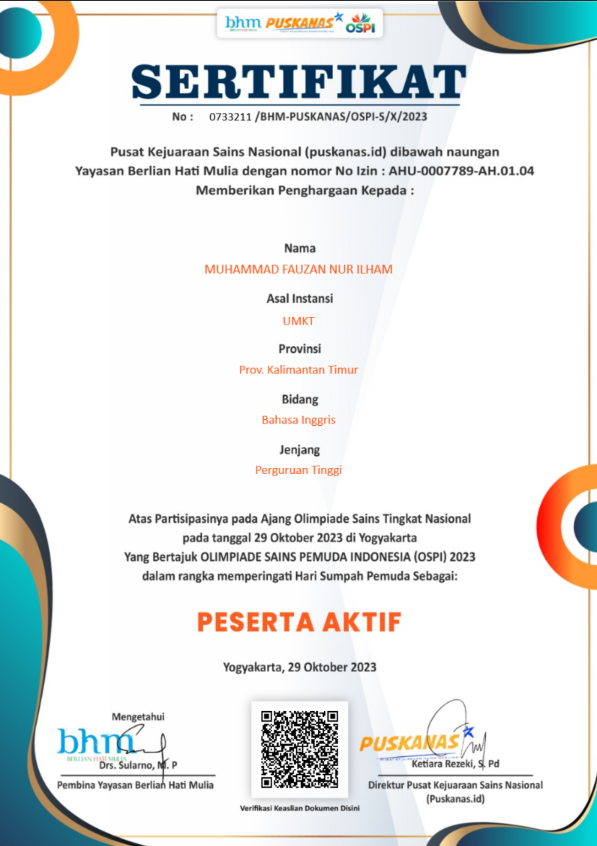 bhm PUSKANAS OSPI
SERTIFIKAT
No : 0733211 /BHM-PUSKANAS/OSPI-S/X/2023
Pusat Kejuaraan Sains Nasional (puskanas.id) dibawah naungan
Yayasan Berlian Hati Mulia dengan nomor No Izin : AHU-0007789-AH.01.04
Memberikan Penghargaan Kepada :
Nama
MUHAMMAD FAUZAN NUR ILHAM
Asal Instansi
UMKT
Provinsi
Prov. Kalimantan Timur
Bidang
Bahasa Inggris
Jenjang
Perguruan Tinggi
Atas Partisipasinya pada Ajang Olimpiade Sains Tingkat Nasional
pada tanggal 29 Oktober 2023 di Yogyakarta
Yang Bertajuk OLIMPIADE SAINS PEMUDA INDONESIA (OSPI) 2023
dalam rangka memperingati Hari Sumpah Pemuda Sebagai:
PESERTA AKTIF
Yogyakarta, 29 Oktober 2023
Mengetahui
bhm
BERLIAN HATI MULIA
Drs. Sularno, M. P
Pembina Yayasan Berlian Hati Mulia
Verifikasi Keaslian Dokumen Disini
PUSKANAS
Ketiara Rezeki, S. Pd
Direktur Pusat Kejuaraan Sains Nasional
(Puskanas.id)